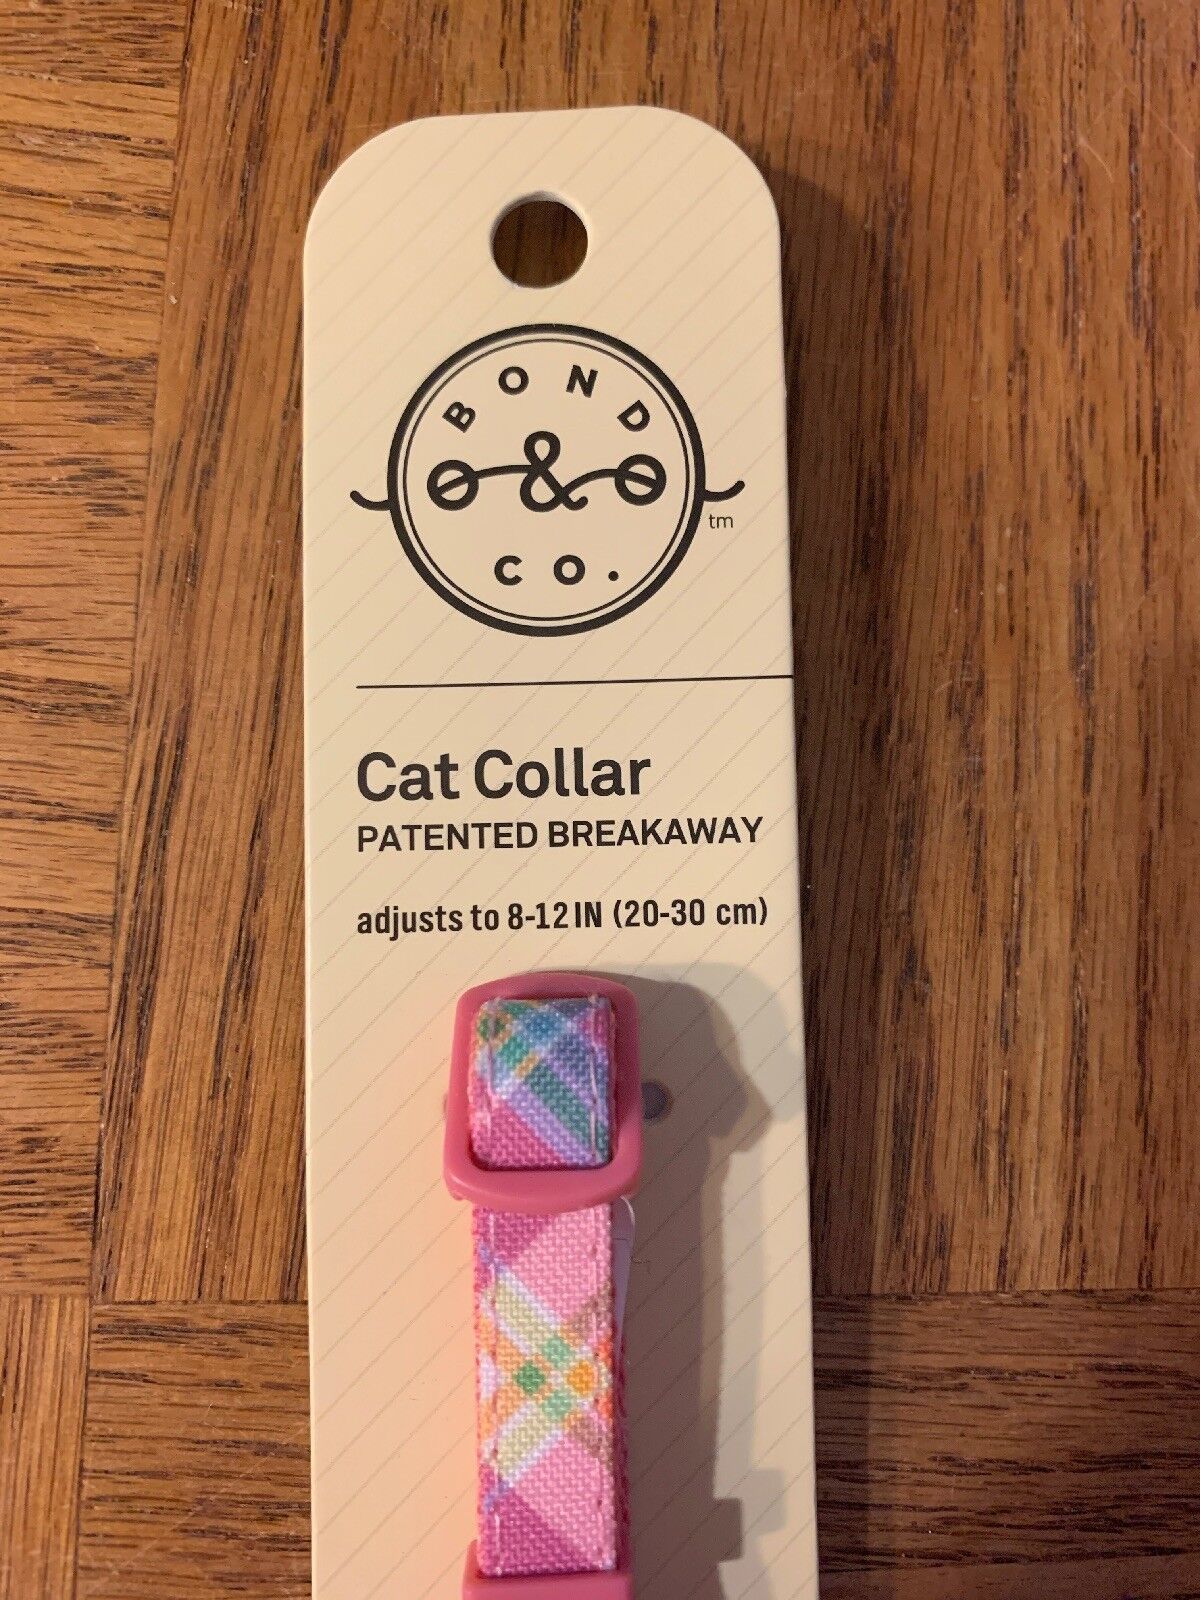 BOND
&
CO.
tm
Cat Collar
PATENTED BREAKAWAY
adjusts to 8-12 IN (20-30 cm)